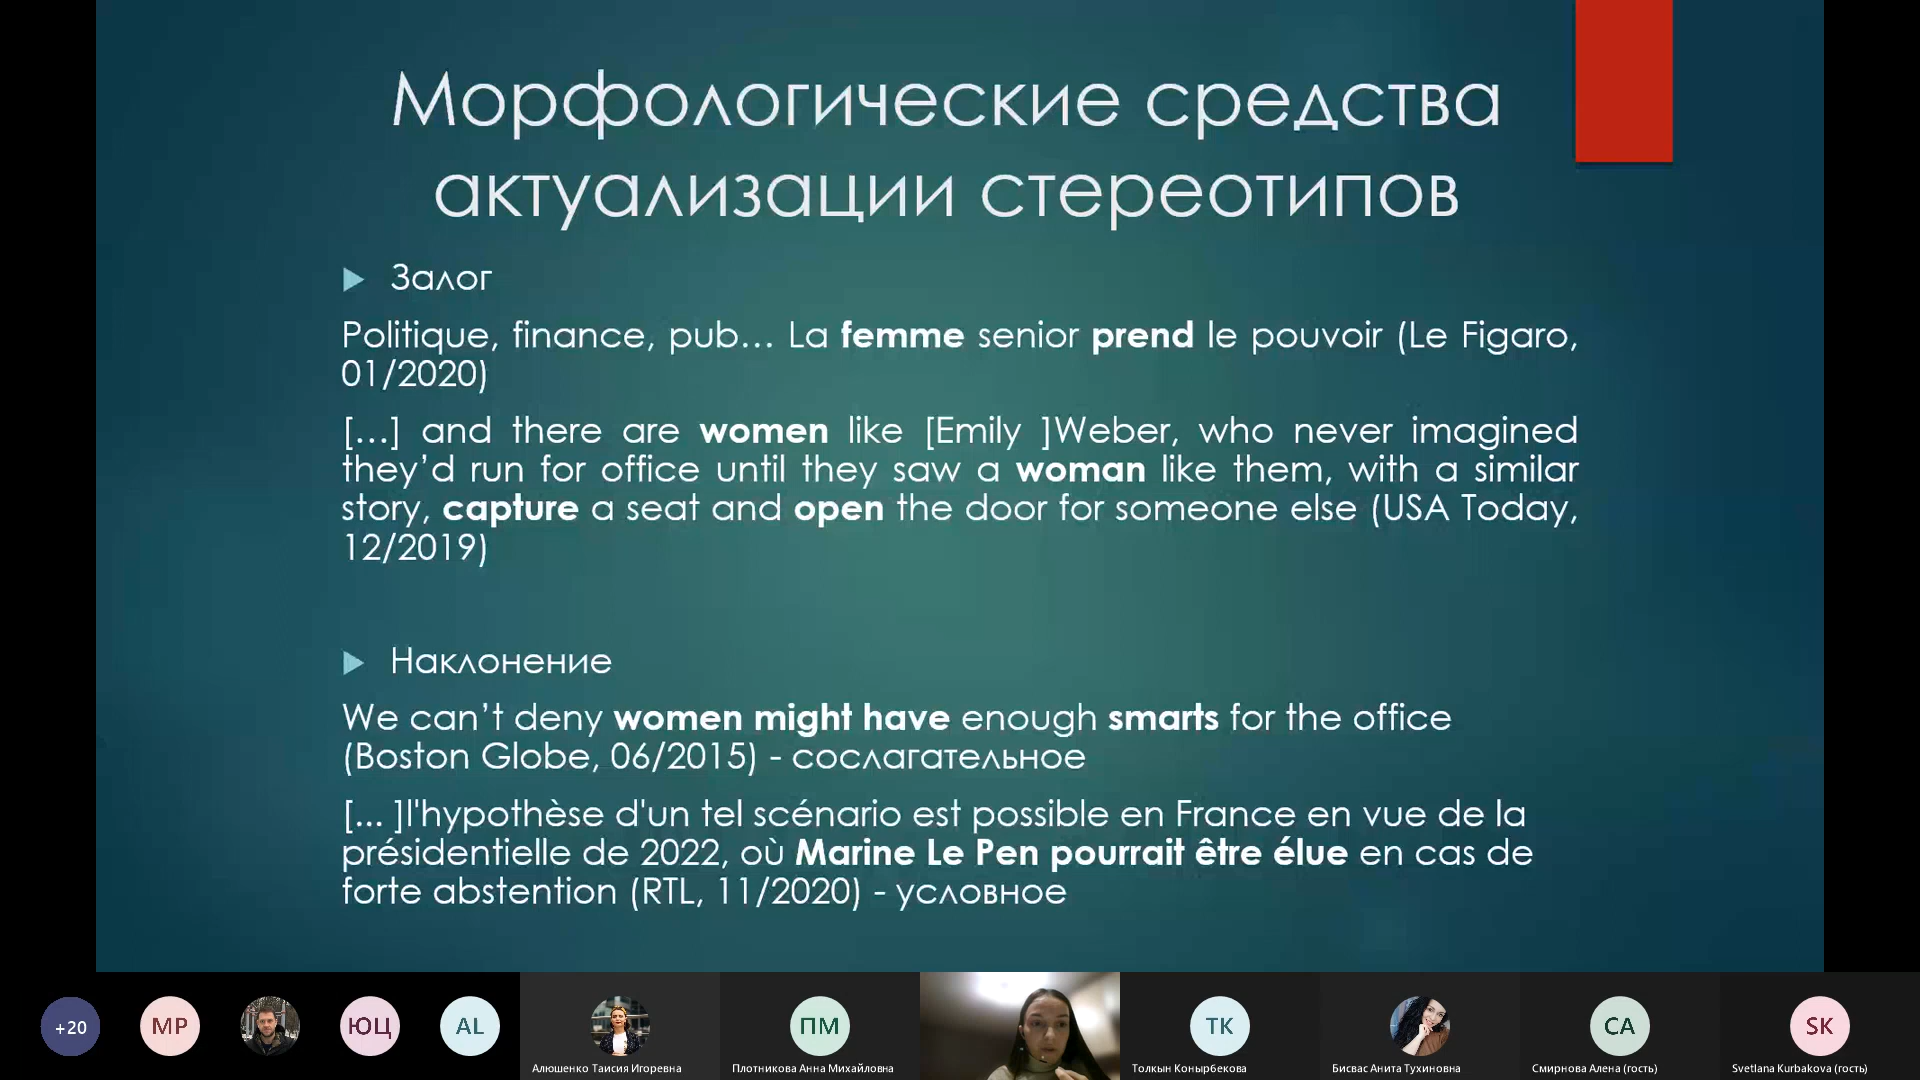 Морфологические средства
актуализации стереотипов
Залог
Politique, finance, pub… La femme senior prend le pouvoir (Le Figaro,
01/2020)
[…] and there are women like [Emily ]Weber, who never imagined
they’d run for office until they saw a woman like them, with a similar
story, capture a seat and open the door for someone else (USA Today,
12/2019)
Наклонение
We can’t deny women might have enough smarts for the office
(Boston Globe, 06/2015) - сослагательное
[... ]l'hypothèse d'un tel scénario est possible en France en vue de la
présidentielle de 2022, où Marine Le Pen pourrait être élue en cas de
forte abstention (RTL, 11/2020) - условное
+20
МР
ЮЦ
AL
ПМ
ТК
СА
SK
Алюшенко Таисия Игоревна
Плотникова Анна Михайловна
Толкын Конырбекова
Бисвас Анита Тухиновна
Смирнова Алена (гость)
Svetlana Kurbakova (гость)